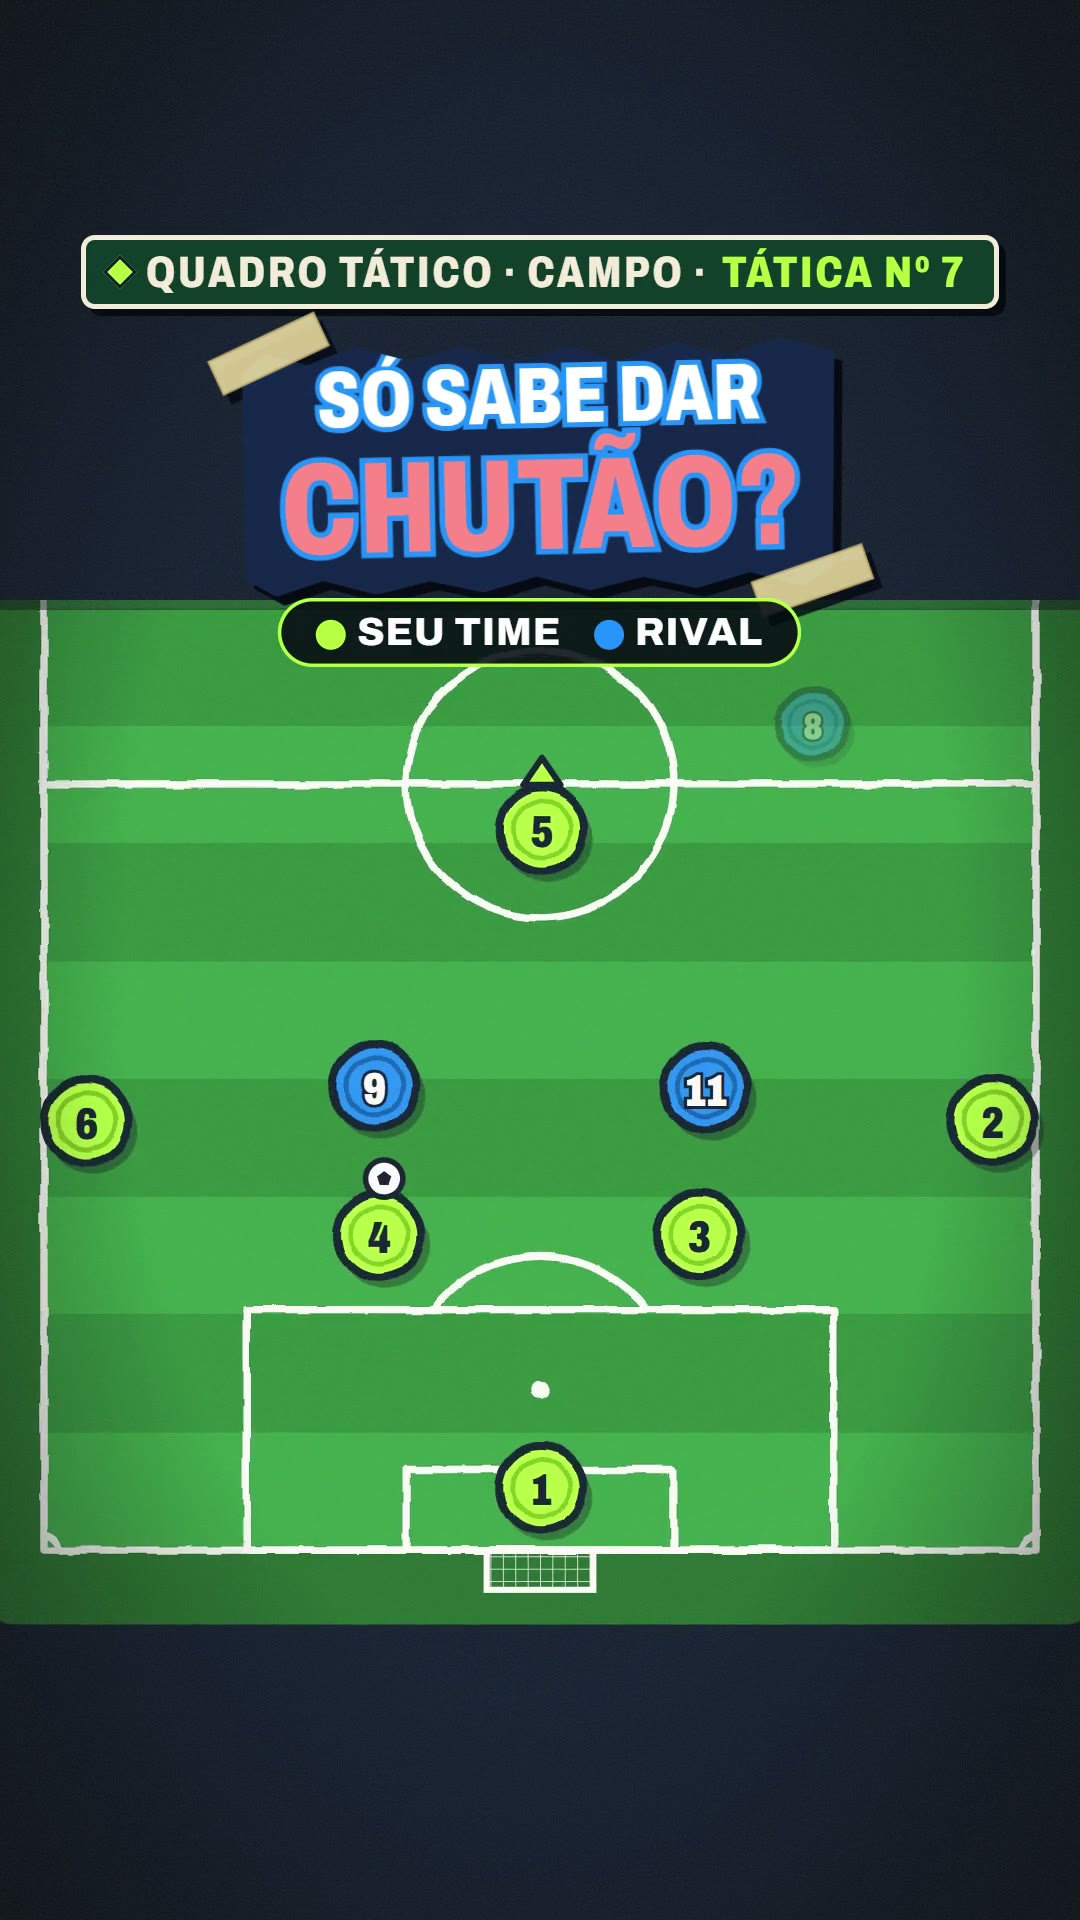 QUADRO TÁTICO · CAMPO · TÁTICA Nº 7
SÓ SABE DAR
CHUTÃO?
SEU TIME RIVAL
8
5
9 11
6 2
4 3
1